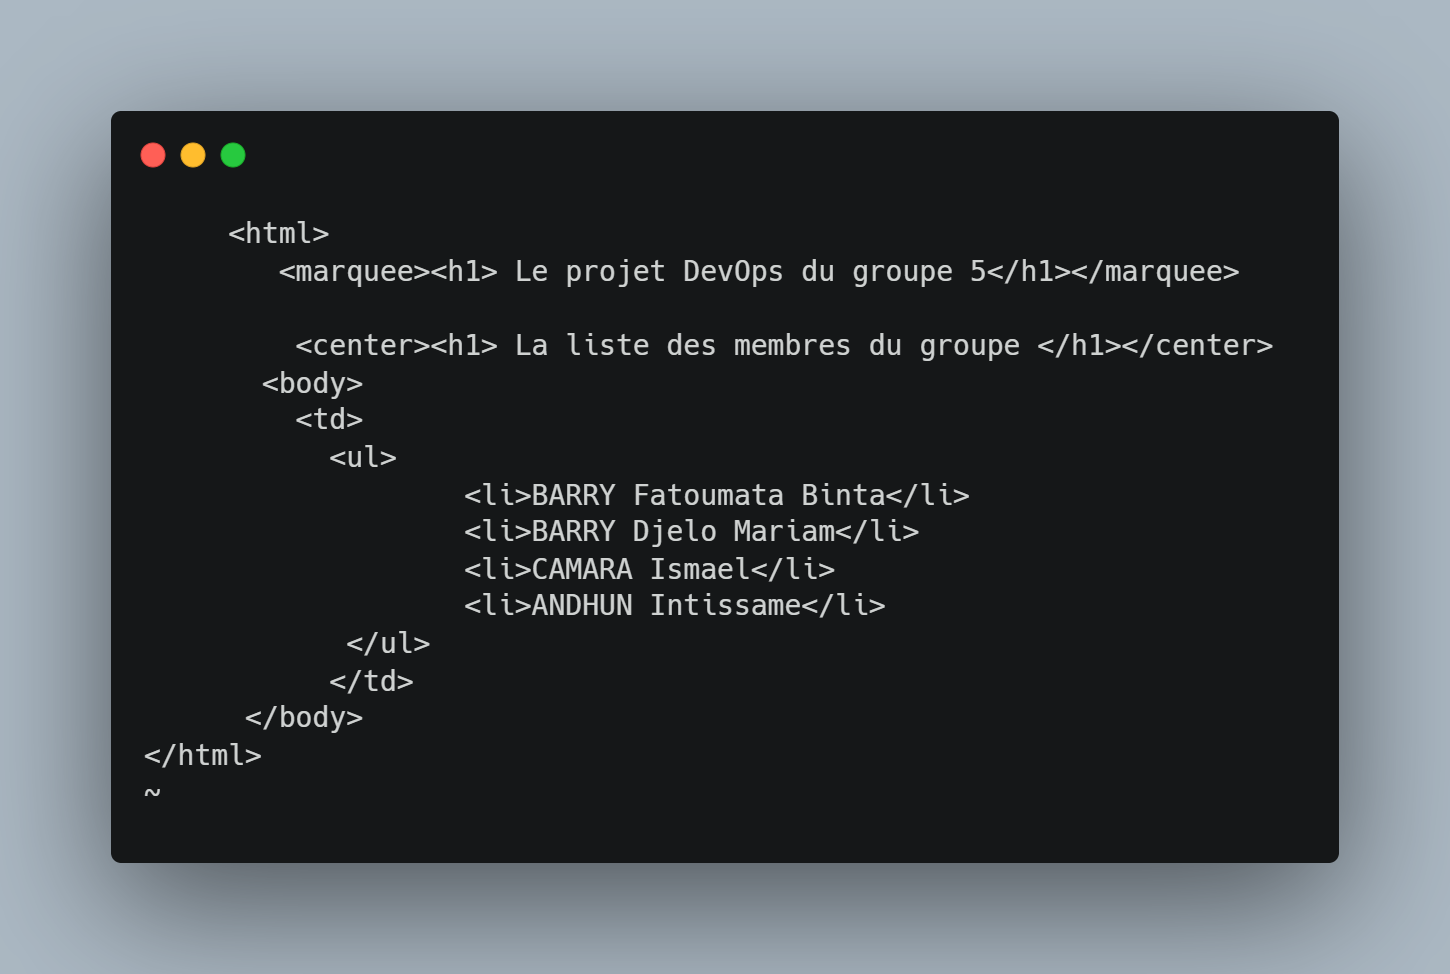 <html>
<marquee><h1> Le projet DevOps du groupe 5</h1></marquee>
<center><h1> La liste des membres du groupe </h1></center>
<body>
<td>
<ul>
<li>BARRY Fatoumata Binta</li>
<li>BARRY Djelo Mariam</li>
<li>CAMARA Ismael</li>
<li>ANDHUN Intissame</li>
</ul>
</td>
</body>
</html>
~